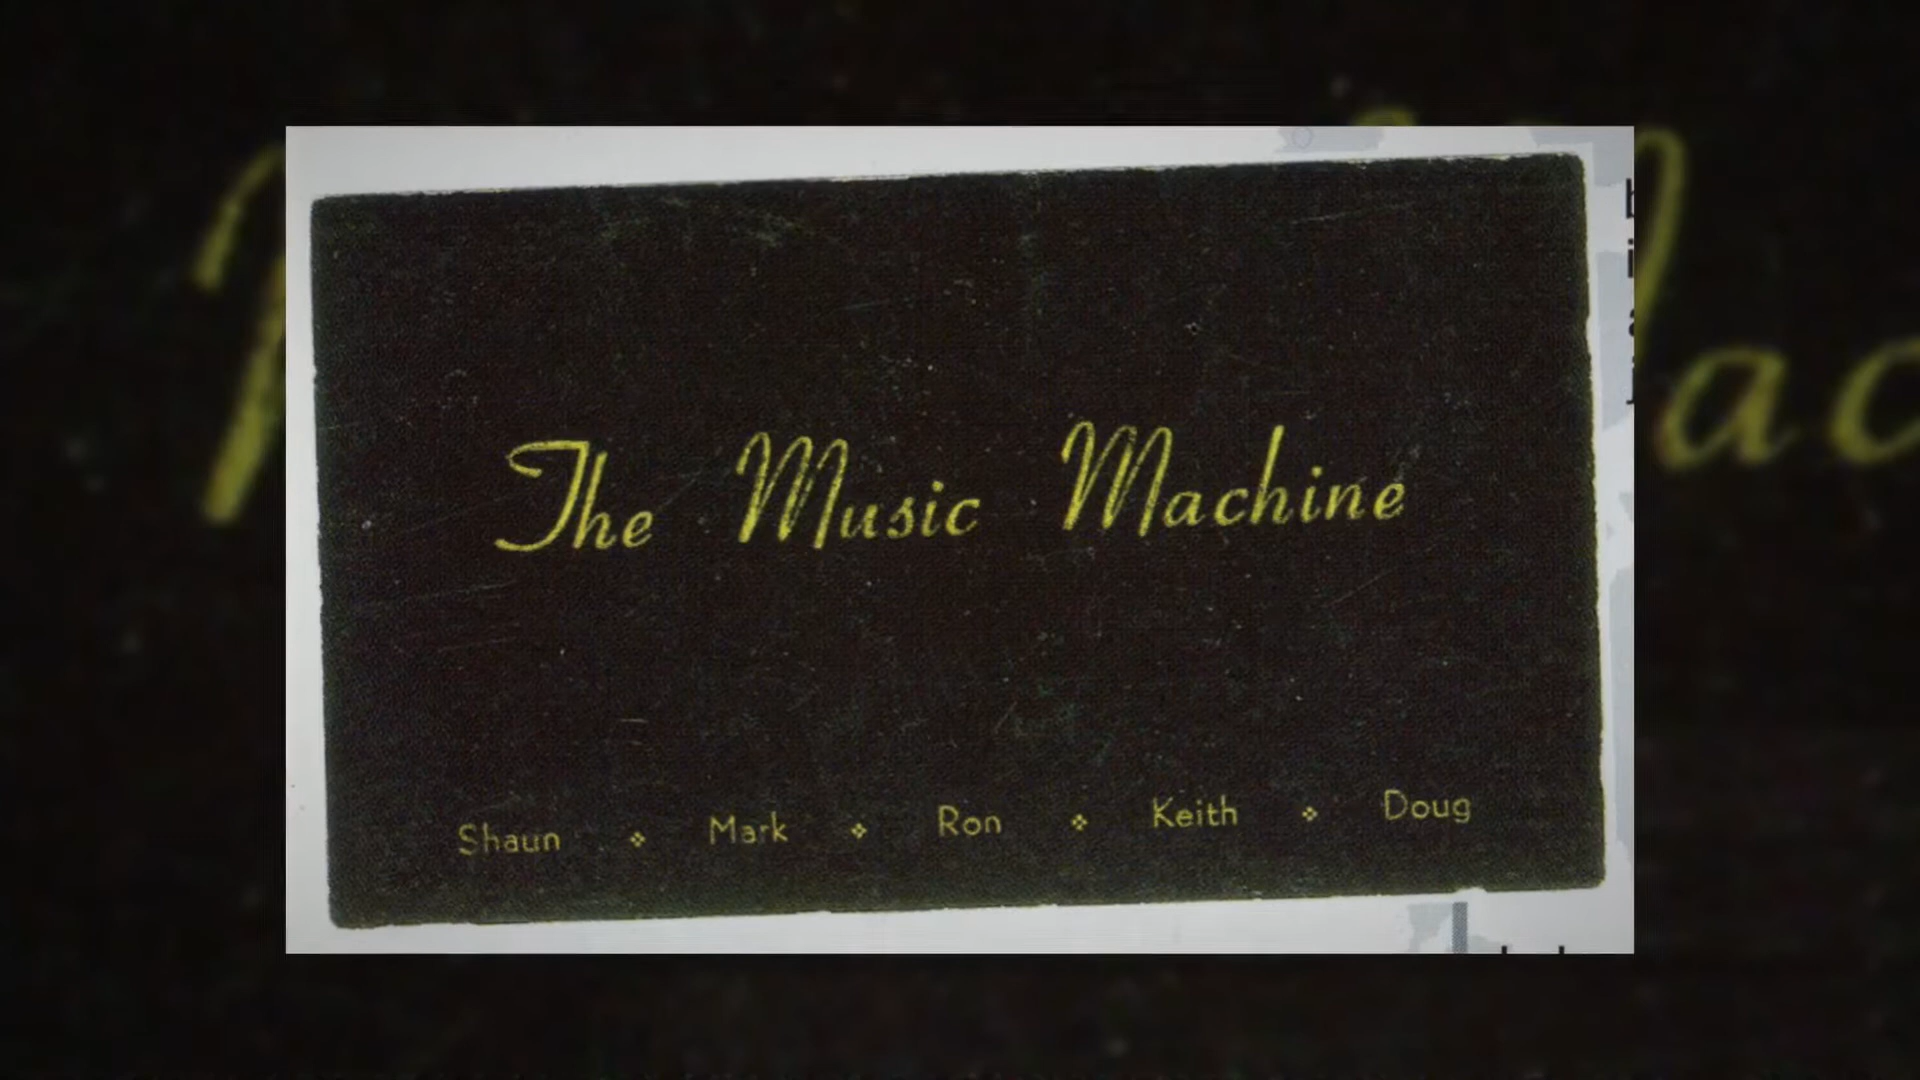 The Music Machine
Shaun ❖ Mark ❖ Ron ❖ Keith ❖ Doug